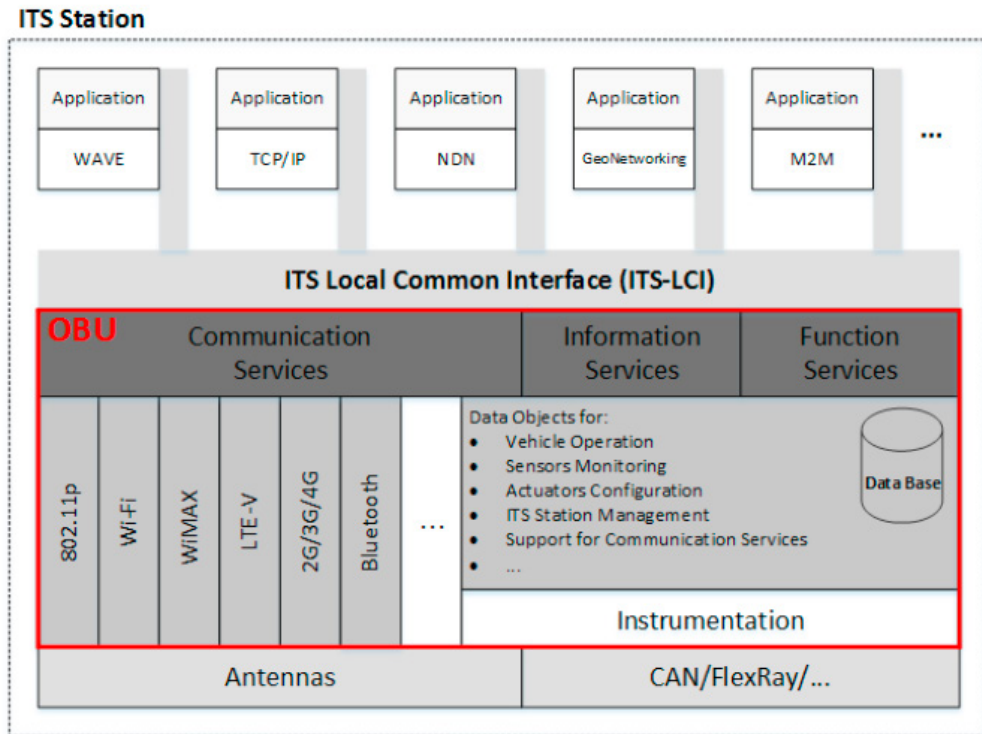 ITS Station
Application
WAVE
Application
TCP/IP
Application
NDN
Application
GeoNetworking
Application
M2M
...
ITS Local Common Interface (ITS-LCI)
OBU
Communication
Services
Information
Services
Function
Services
802.11p
Wi-Fi
WiMAX
LTE-V
2G/3G/4G
Bluetooth
...
Data Objects for:
• Vehicle Operation
• Sensors Monitoring
• Actuators Configuration
• ITS Station Management
• Support for Communication Services
• ...
Data Base
Instrumentation
Antennas
CAN/FlexRay/...